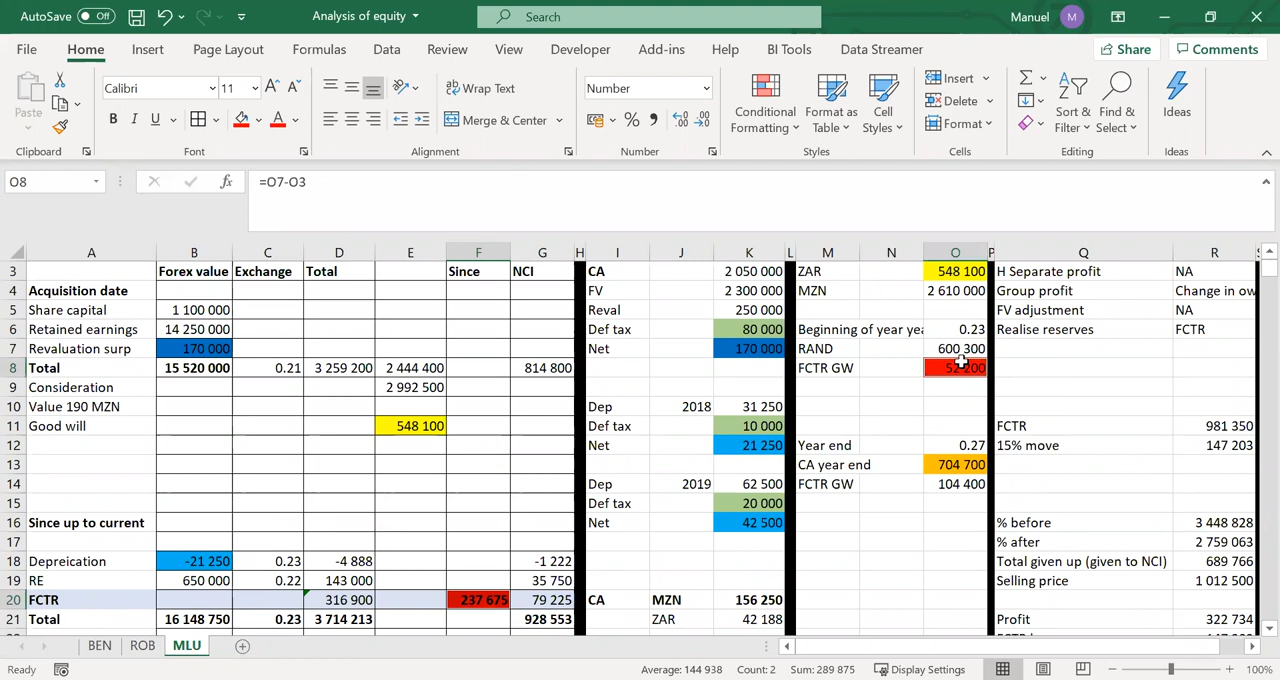 AutoSave Off Analysis of equity Search Manuel M
File Home Insert Page Layout Formulas Data Review View Developer Add-ins Help BI Tools Data Streamer Share Comments
Paste Calibri 11 A A Wrap Text Number Conditional Formatting Format as Table Cell Styles Insert Sort & Filter Find & Select Ideas
Delete
B I U A Merge & Center % Format
Clipboard Font Alignment Number Styles Cells Editing Ideas
O8 fx =O7-O3
A B C D E F G H I J K L M N O P Q R
3 Forex value Exchange Total Since NCI CA 2 050 000 ZAR 548 100 H Separate profit NA
4 Acquisition date FV 2 300 000 MZN 2 610 000 Group profit Change in ow
5 Share capital 1 100 000 Reval 250 000 FV adjustment NA
6 Retained earnings 14 250 000 Def tax 80 000 Beginning of year yea 0.23 Realise reserves FCTR
7 Revaluation surp 170 000 Net 170 000 RAND 600 300
8 Total 15 520 000 0.21 3 259 200 2 444 400 814 800 FCTR GW 52 200
9 Consideration 2 992 500
10 Value 190 MZN Dep 2018 31 250
11 Good will 548 100 Def tax 10 000 FCTR 981 350
12 Net 21 250 Year end 0.27 15% move 147 203
13 CA year end 704 700
14 Dep 2019 62 500 FCTR GW 104 400
15 Def tax 20 000
16 Since up to current Net 42 500 % before 3 448 828
17 % after 2 759 063
18 Depreication -21 250 0.23 -4 888 -1 222 Total given up (given to NCI) 689 766
19 RE 650 000 0.22 143 000 35 750 Selling price 1 012 500
20 FCTR 316 900 237 675 79 225 CA MZN 156 250
21 Total 16 148 750 0.23 3 714 213 928 553 ZAR 42 188 Profit 322 734
BEN ROB MLU
Ready Average: 144 938 Count: 2 Sum: 289 875 Display Settings 100%